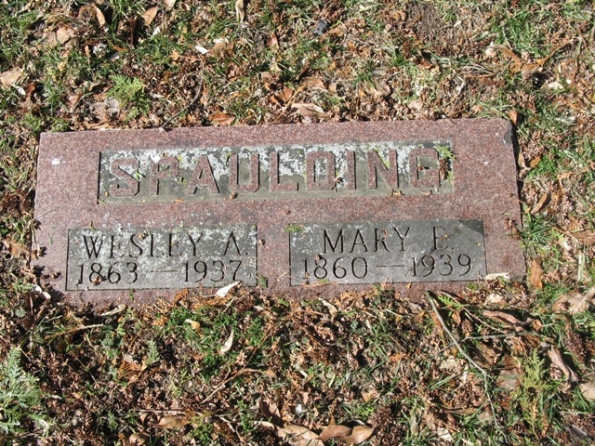 SPAULDING
WESLEY A.
1863—1937
MARY E.
1860—1939